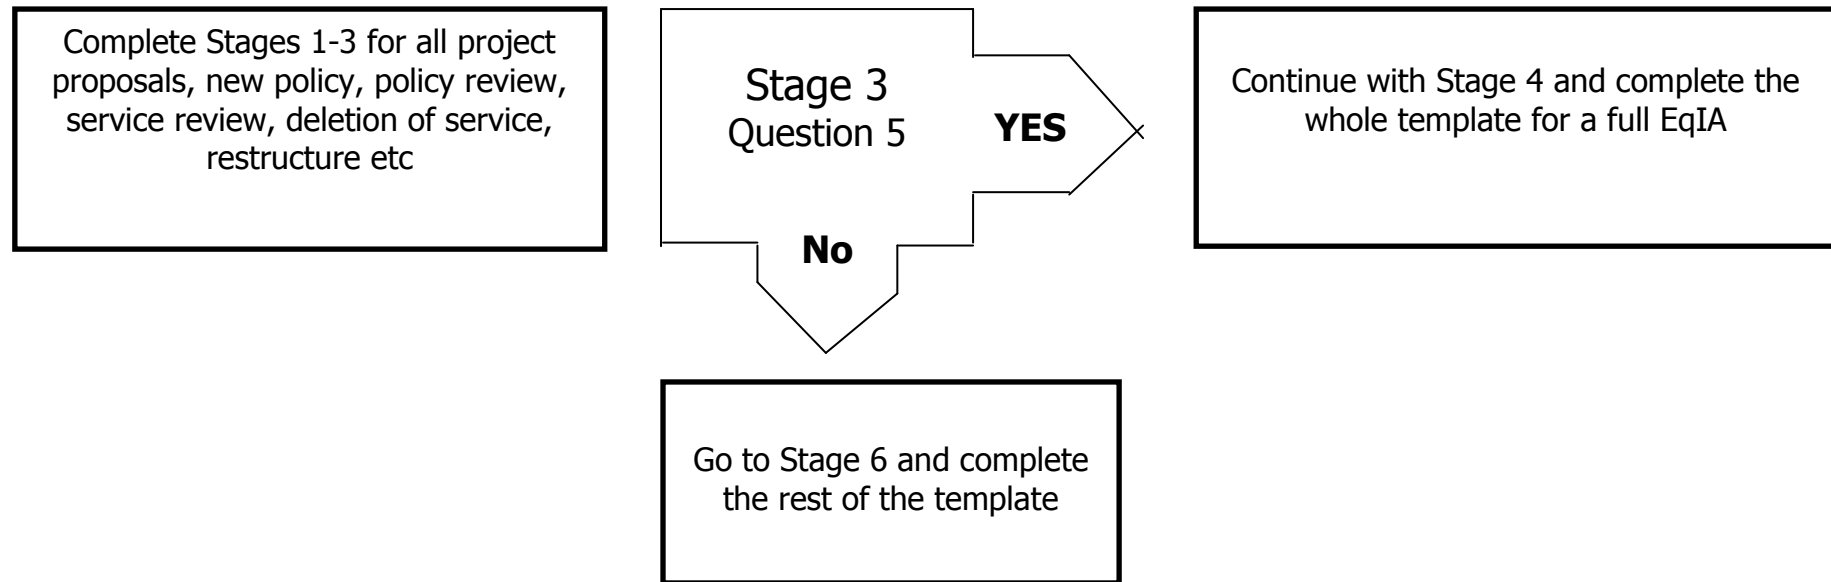 Complete Stages 1-3 for all project
proposals, new policy, policy review,
service review, deletion of service,
restructure etc
Stage 3
Question 5
YES
No
Continue with Stage 4 and complete the
whole template for a full EqIA
Go to Stage 6 and complete
the rest of the template